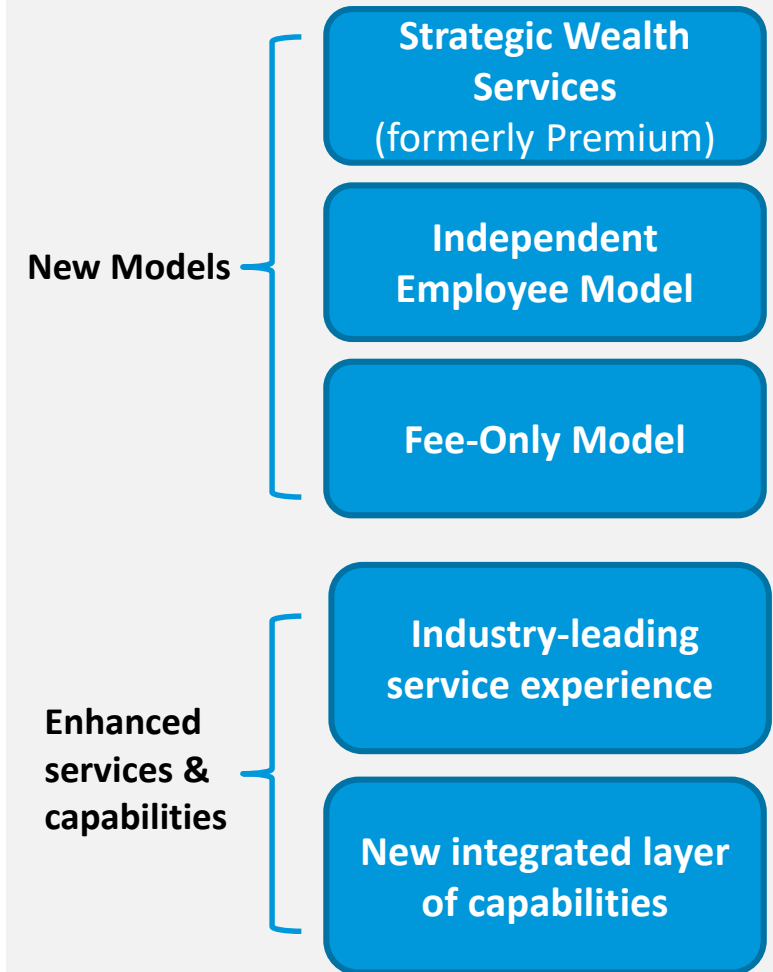 Strategic Wealth
Services
(formerly Premium)
New Models
Independent
Employee Model
Fee-Only Model
Enhanced
services &
capabilities
Industry-leading
service experience
New integrated layer
of capabilities